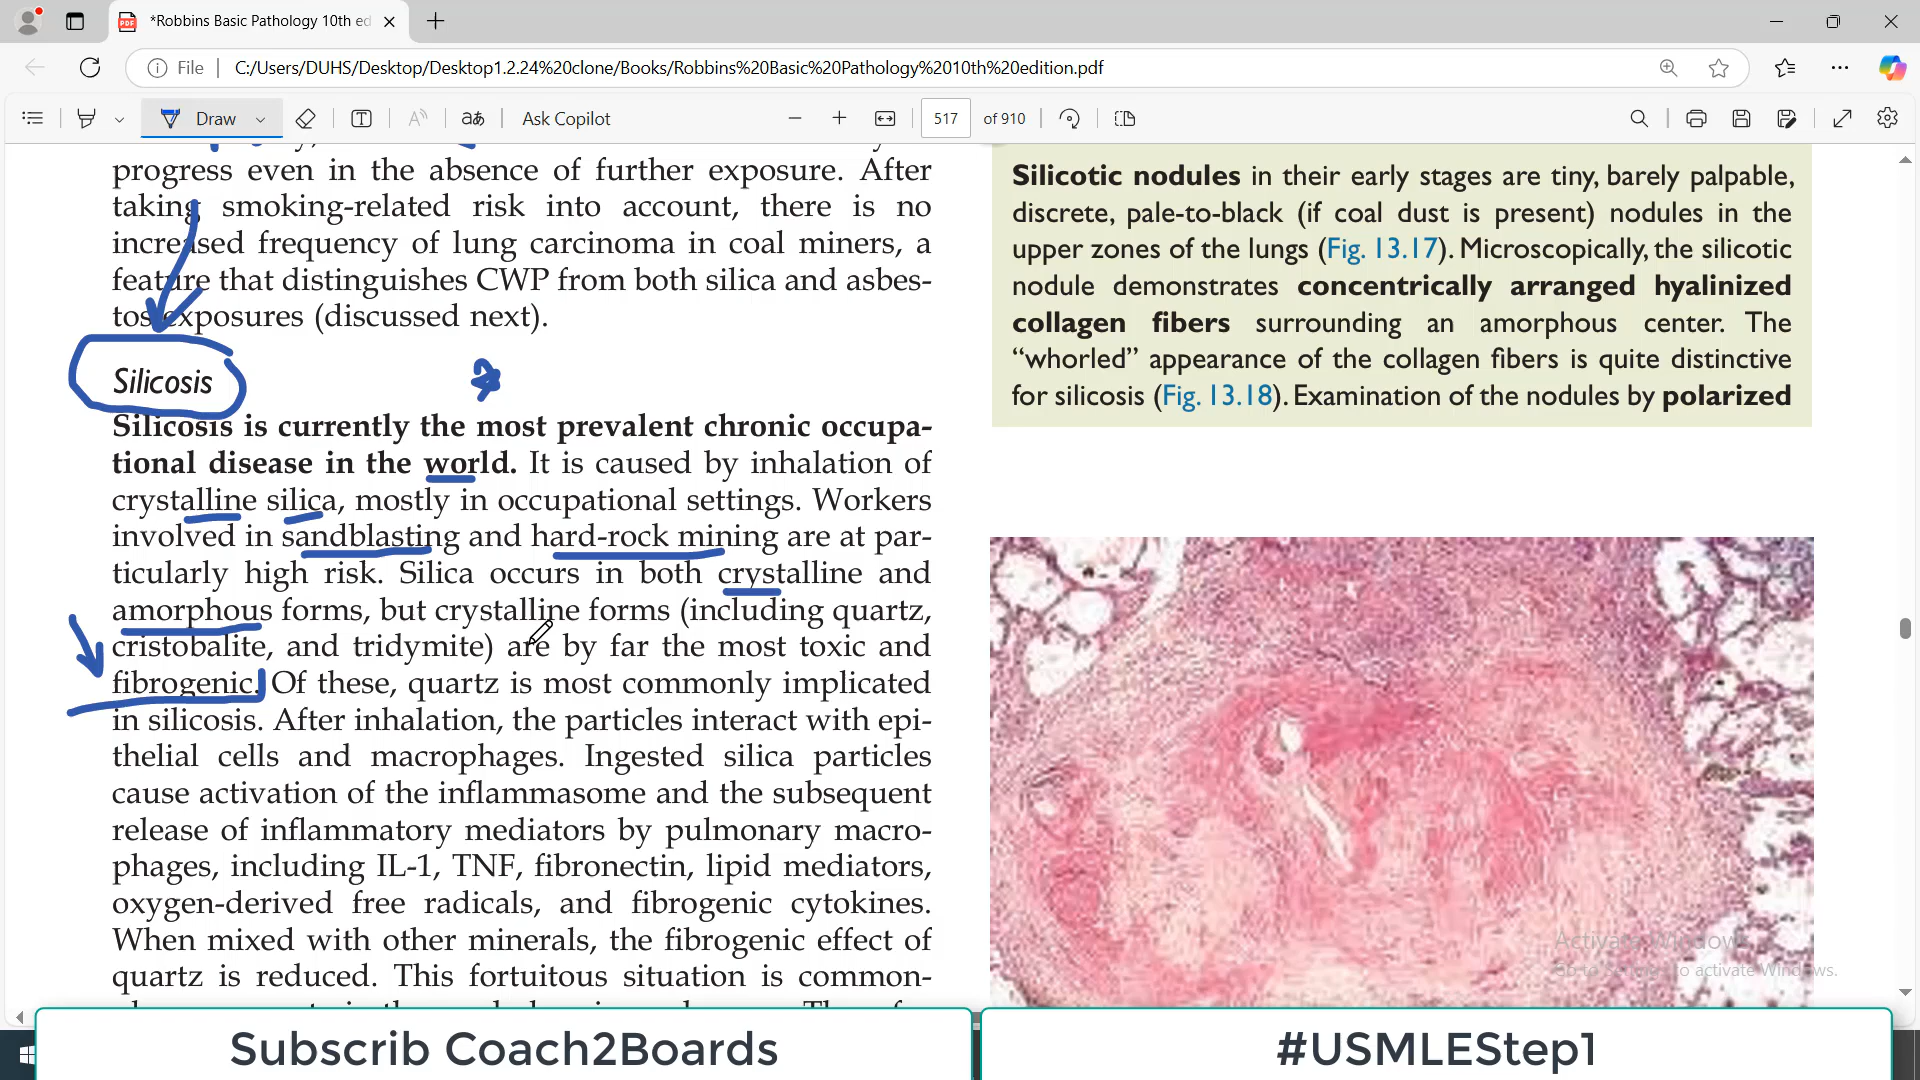 *Robbins Basic Pathology 10th ed
File
C:/Users/DUHS/Desktop/Desktop1.2.24%20clone/Books/Robbins%20Basic%20Pathology%2010th%20edition.pdf
Draw
Ask Copilot
517 of 910
progress even in the absence of further exposure. After
taking smoking-related risk into account, there is no
increased frequency of lung carcinoma in coal miners, a
feature that distinguishes CWP from both silica and asbes-
tos exposures (discussed next).
Silicosis
Silicosis is currently the most prevalent chronic occupa-
tional disease in the world. It is caused by inhalation of
crystalline silica, mostly in occupational settings. Workers
involved in sandblasting and hard-rock mining are at par-
ticularly high risk. Silica occurs in both crystalline and
amorphous forms, but crystalline forms (including quartz,
cristobalite, and tridymite) are by far the most toxic and
fibrogenic. Of these, quartz is most commonly implicated
in silicosis. After inhalation, the particles interact with epi-
thelial cells and macrophages. Ingested silica particles
cause activation of the inflammasome and the subsequent
release of inflammatory mediators by pulmonary macro-
phages, including IL-1, TNF, fibronectin, lipid mediators,
oxygen-derived free radicals, and fibrogenic cytokines.
When mixed with other minerals, the fibrogenic effect of
quartz is reduced. This fortuitous situation is common-
Silicotic nodules in their early stages are tiny, barely palpable,
discrete, pale-to-black (if coal dust is present) nodules in the
upper zones of the lungs (Fig. 13.17). Microscopically, the silicotic
nodule demonstrates concentrically arranged hyalinized
collagen fibers surrounding an amorphous center. The
“whorled” appearance of the collagen fibers is quite distinctive
for silicosis (Fig. 13.18). Examination of the nodules by polarized
Activate Windows
Go to Settings to activate Windows.
Subscrib Coach2Boards
#USMLEStep1